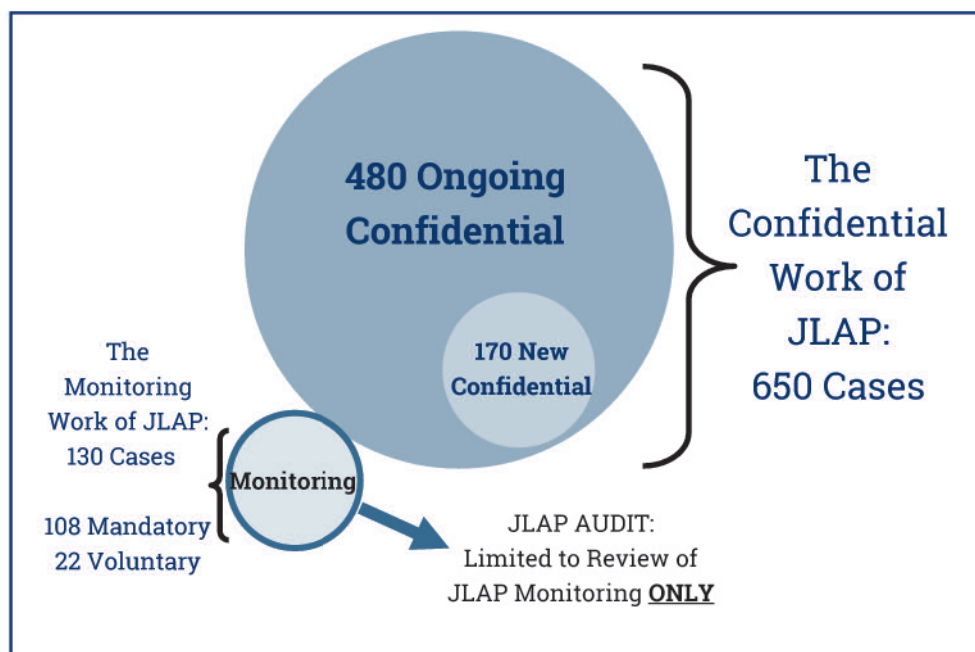 480 Ongoing
Confidential
170 New
Confidential
The
Confidential
Work of
JLAP:
650 Cases
The
Monitoring
Work of JLAP:
130 Cases
108 Mandatory
22 Voluntary
Monitoring
JLAP AUDIT:
Limited to Review of
JLAP Monitoring ONLY